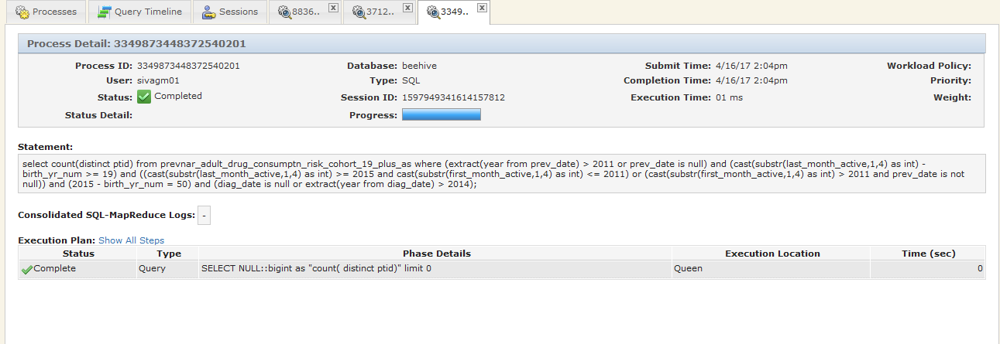 Processes Query Timeline Sessions 8836.. x 3712.. x 3349.. x
Process Detail: 3349873448372540201
Process ID: 3349873448372540201 Database: beehive Submit Time: 4/16/17 2:04pm Workload Policy:
User: sivagm01 Type: SQL Completion Time: 4/16/17 2:04pm Priority:
Status: Completed Session ID: 1597949341614157812 Execution Time: 01 ms Weight:
Status Detail: Progress:
Statement:
select count(distinct ptid) from prevnar_adult_drug_consumptn_risk_cohort_19_plus_as where (extract(year from prev_date) > 2011 or prev_date is null) and (cast(substr(last_month_active,1,4) as int) -
birth_yr_num >= 19) and ((cast(substr(last_month_active,1,4) as int) >= 2015 and cast(substr(first_month_active,1,4) as int) <= 2011) or (cast(substr(first_month_active,1,4) as int) > 2011 and prev_date is not
null)) and (2015 - birth_yr_num = 50) and (diag_date is null or extract(year from diag_date) > 2014);
Consolidated SQL-MapReduce Logs: -
Execution Plan: Show All Steps
Status Type Phase Details Execution Location Time (sec)
Complete Query SELECT NULL::bigint as "count( distinct ptid)" limit 0 Queen 0